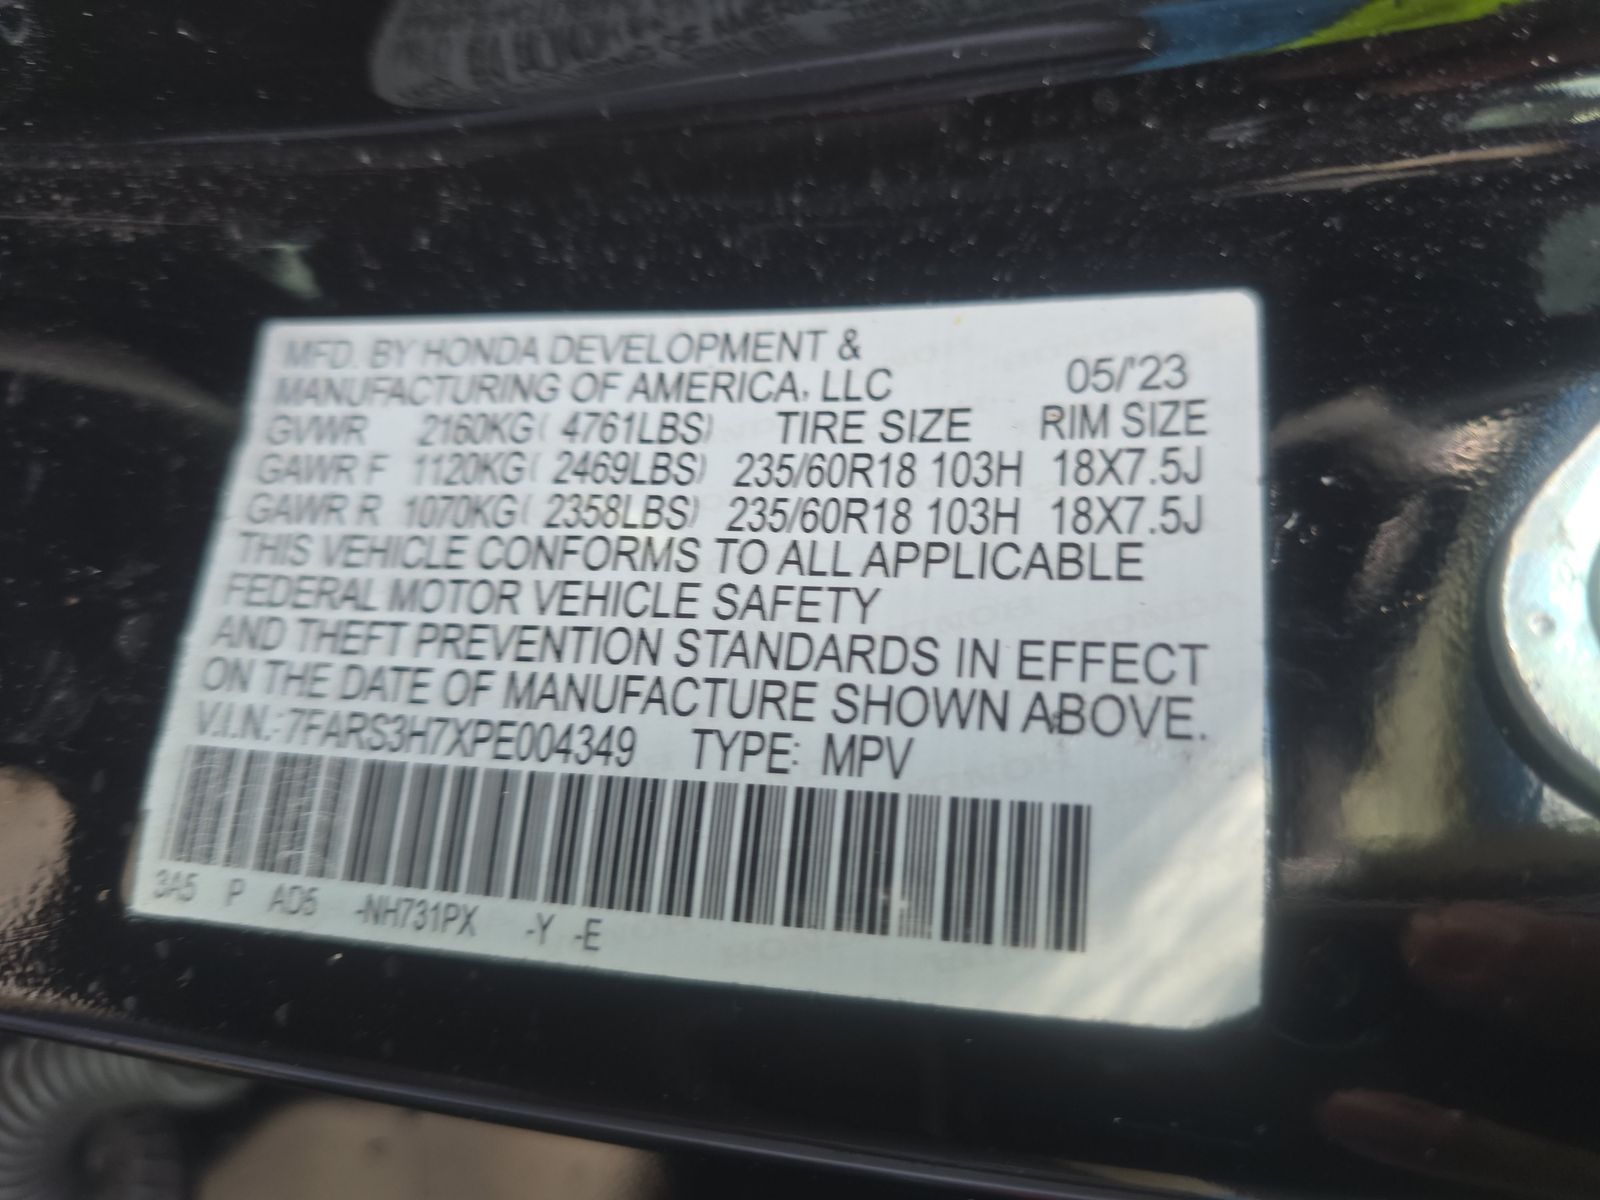 MFD. BY HONDA DEVELOPMENT &
MANUFACTURING OF AMERICA, LLC 05/'23
GVWR 2160KG( 4761LBS) TIRE SIZE RIM SIZE
GAWR F 1120KG( 2469LBS) 235/60R18 103H 18X7.5J
GAWR R 1070KG( 2358LBS) 235/60R18 103H 18X7.5J
THIS VEHICLE CONFORMS TO ALL APPLICABLE
FEDERAL MOTOR VEHICLE SAFETY
AND THEFT PREVENTION STANDARDS IN EFFECT
ON THE DATE OF MANUFACTURE SHOWN ABOVE.
V.I.N.: 7FARS3H7XPE004349 TYPE: MPV
3A5 P AD5 -NH731PX -Y -E